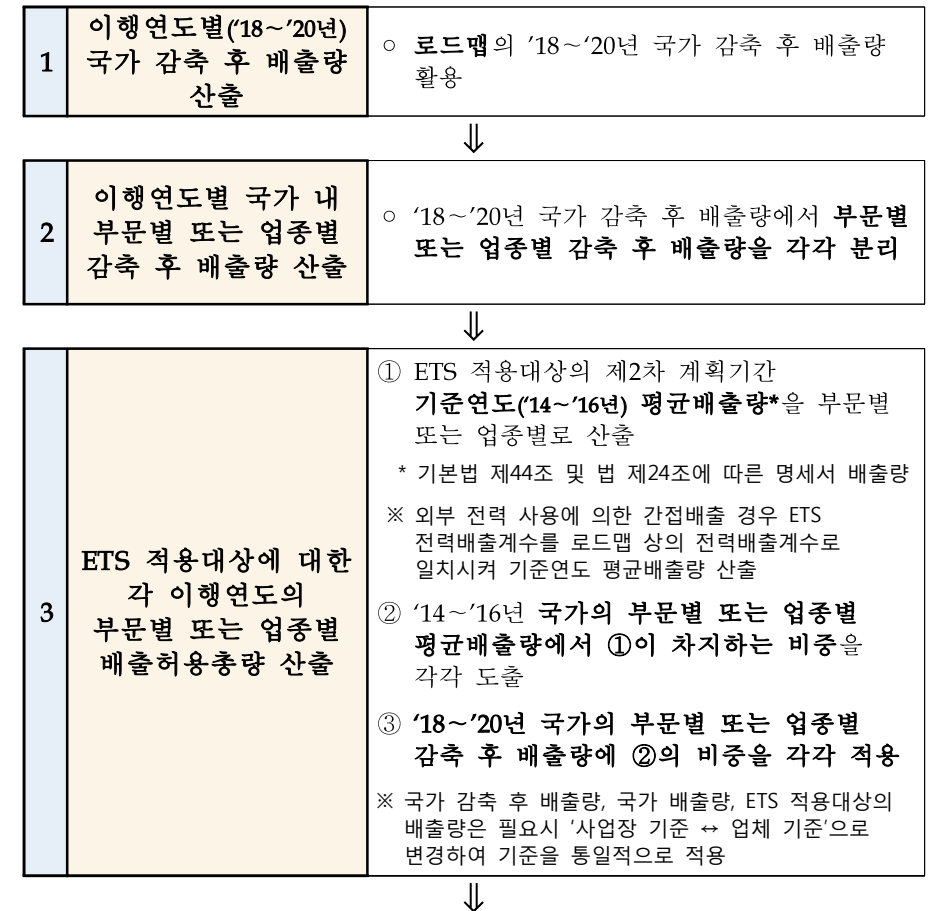 1
이행연도별('18~'20년)
국가 감축 후 배출량
산출
○ 로드맵의 '18~'20년 국가 감축 후 배출량
활용
⇓
2
이행연도별 국가 내
부문별 또는 업종별
감축 후 배출량 산출
○ '18~'20년 국가 감축 후 배출량에서 부문별
또는 업종별 감축 후 배출량을 각각 분리
⇓
3
ETS 적용대상에 대한
각 이행연도의
부문별 또는 업종별
배출허용총량 산출
① ETS 적용대상의 제2차 계획기간
기준연도('14~'16년) 평균배출량*을 부문별
또는 업종별로 산출
* 기본법 제44조 및 법 제24조에 따른 명세서 배출량
※ 외부 전력 사용에 의한 간접배출 경우 ETS
전력배출계수를 로드맵 상의 전력배출계수로
일치시켜 기준연도 평균배출량 산출
② '14~'16년 국가의 부문별 또는 업종별
평균배출량에서 ①이 차지하는 비중을
각각 도출
③ '18~'20년 국가의 부문별 또는 업종별
감축 후 배출량에 ②의 비중을 각각 적용
※ 국가 감축 후 배출량, 국가 배출량, ETS 적용대상의
배출량은 필요시 '사업장 기준 ↔ 업체 기준'으로
변경하여 기준을 통일적으로 적용
⇓